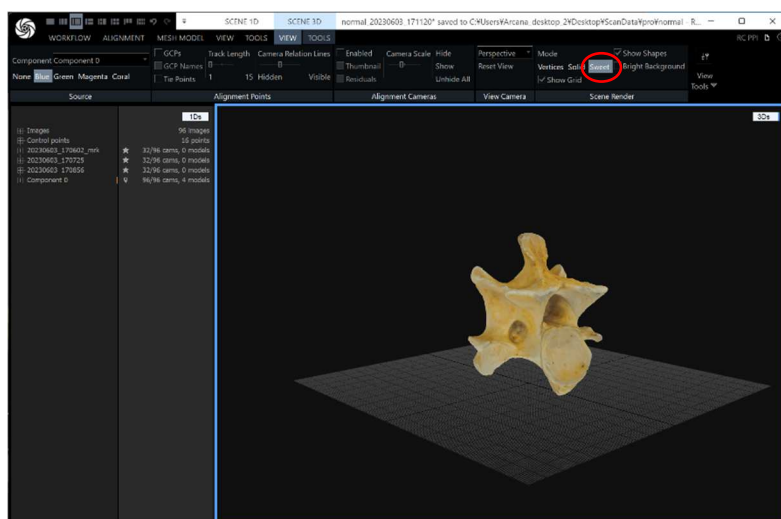 SCENE 1D SCENE 3D normal_20230603_171120* saved to C:¥Users¥Arcane_desktop_2¥Desktop¥ScanData¥pro¥normal - R...
WORKFLOW ALIGNMENT MESH MODEL VIEW TOOLS VIEW TOOLS RC PPI
Component Component 0
None Blue Green Magenta Coral
Source
GCPs Track Length Camera Relation Lines
GCP Names 0
Tie Points 1 15 Hidden Visible
Alignment Points
Enabled Camera Scale Hide
Thumbnail Show
Residuals Unhide All
Alignment Cameras
Perspective
Reset View
View Camera
Mode Show Shapes
Vertices Solid Sweet Bright Background
Show Grid
Scene Render
View
Tools
1Ds
3Ds
Images 96 images
Control points 16 points
20230603_170602_mrk 32/96 cams, 0 models
20230603_170725 32/96 cams, 0 models
20230603_170856 32/96 cams, 0 models
Component 0 96/96 cams, 4 models